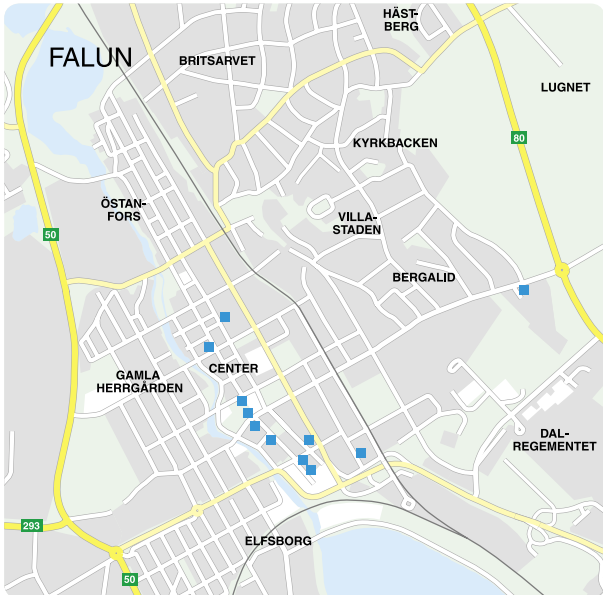 HÄST-
BERG
FALUN
BRITSARVET
LUGNET
80
KYRKBACKEN
ÖSTAN-
FORS
VILLA-
STADEN
50
BERGALID
CENTER
GAMLA
HERRGÅRDEN
DAL-
REGEMENTET
293
ELFSBORG
50